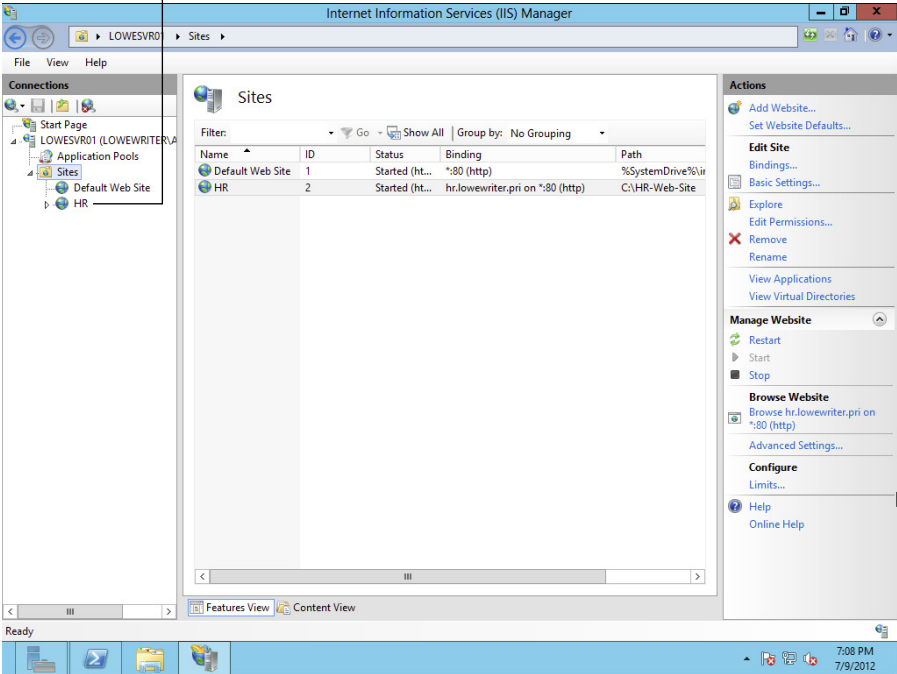 Internet Information Services (IIS) Manager
LOWESVR01 Sites
File View Help
Connections
Start Page
LOWESVR01 (LOWEWRITER\A
Application Pools
Sites
Default Web Site
HR
Sites
Filter: Go Show All Group by: No Grouping
Name ID Status Binding Path
Default Web Site 1 Started (ht... *:80 (http) %SystemDrive%\in
HR 2 Started (ht... hr.lowewriter.pri on *:80 (http) C:\HR-Web-Site
Features View Content View
Actions
Add Website...
Set Website Defaults...
Edit Site
Bindings...
Basic Settings...
Explore
Edit Permissions...
Remove
Rename
View Applications
View Virtual Directories
Manage Website
Restart
Start
Stop
Browse Website
Browse hr.lowewriter.pri on
*:80 (http)
Advanced Settings...
Configure
Limits...
Help
Online Help
Ready
7:08 PM
7/9/2012